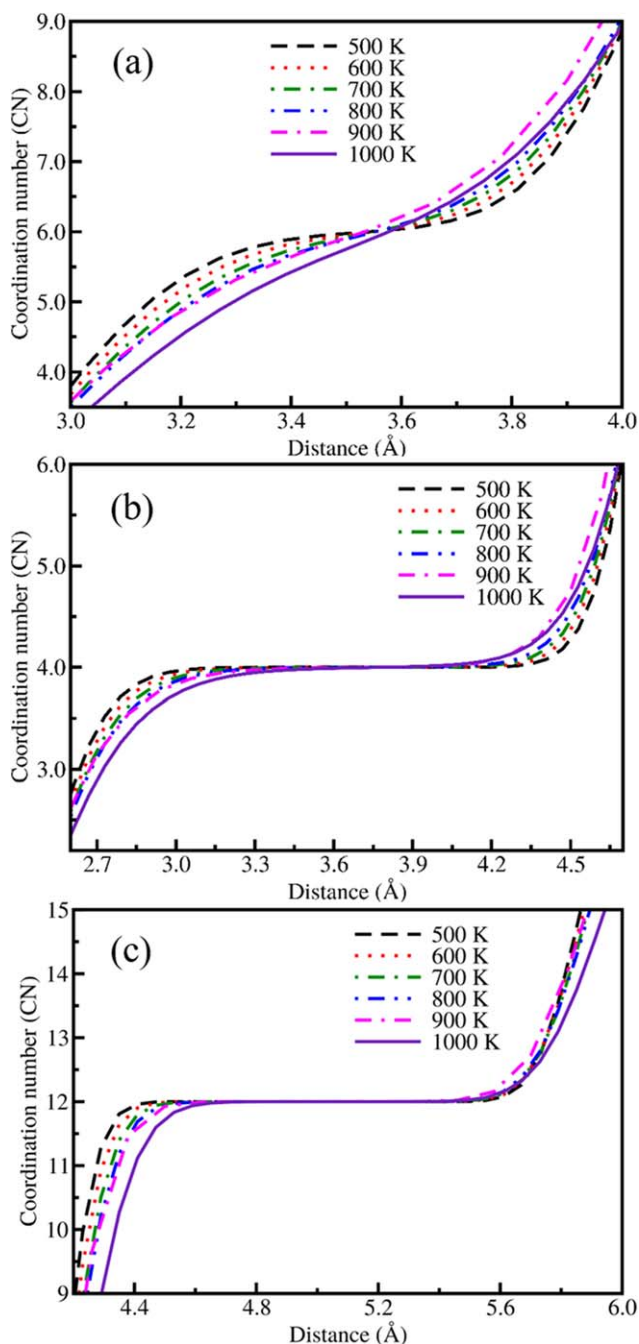 9.0
(a)
500 K
600 K
700 K
800 K
900 K
1000 K
8.0
7.0
6.0
5.0
4.0
Coordination number (CN)
3.0 3.2 3.4 3.6 3.8 4.0
Distance (Å)
6.0
(b)
500 K
600 K
700 K
800 K
900 K
1000 K
5.0
4.0
3.0
Coordination number (CN)
2.7 3.0 3.3 3.6 3.9 4.2 4.5
Distance (Å)
15
(c)
500 K
600 K
700 K
800 K
900 K
1000 K
14
13
12
11
10
9
Coordination number (CN)
4.4 4.8 5.2 5.6 6.0
Distance (Å)